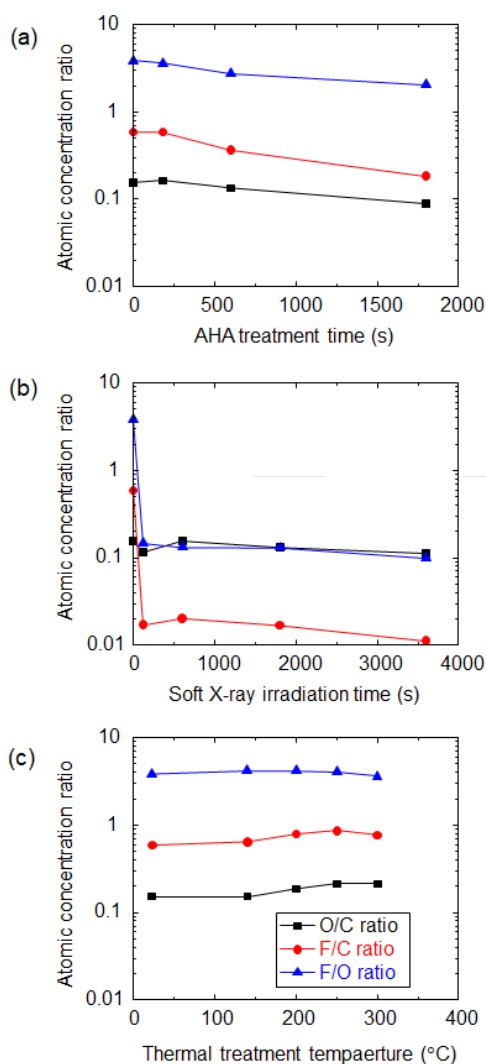 (a)
Atomic concentration ratio
10
1
0.1
0.01
0 500 1000 1500 2000
AHA treatment time (s)
(b)
Atomic concentration ratio
10
1
0.1
0.01
0 1000 2000 3000 4000
Soft X-ray irradiation time (s)
(c)
Atomic concentration ratio
10
1
0.1
0.01
O/C ratio
F/C ratio
F/O ratio
0 100 200 300 400
Thermal treatment tempaerture (°C)